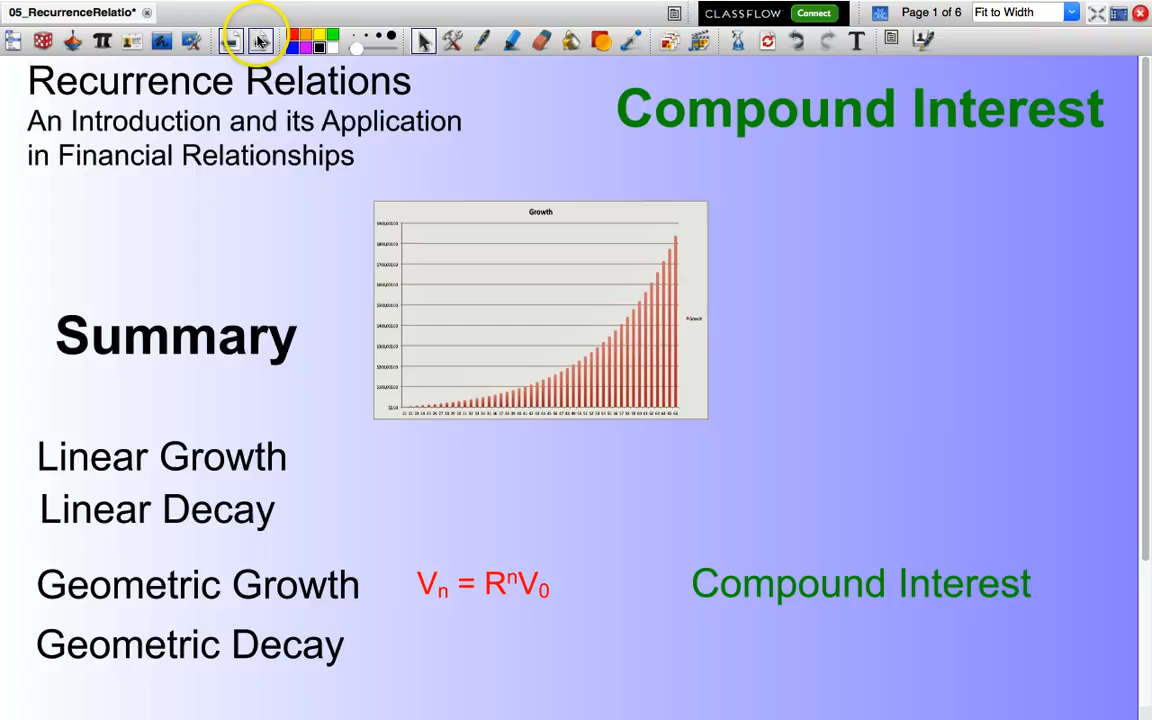 05_RecurrenceRelatio*
CLASSFLOW Connect
Page 1 of 6
Fit to Width
Recurrence Relations
An Introduction and its Application
in Financial Relationships
Compound Interest
Growth
Growth
Summary
Linear Growth
Linear Decay
Geometric Growth
Vₙ = RⁿV₀
Compound Interest
Geometric Decay